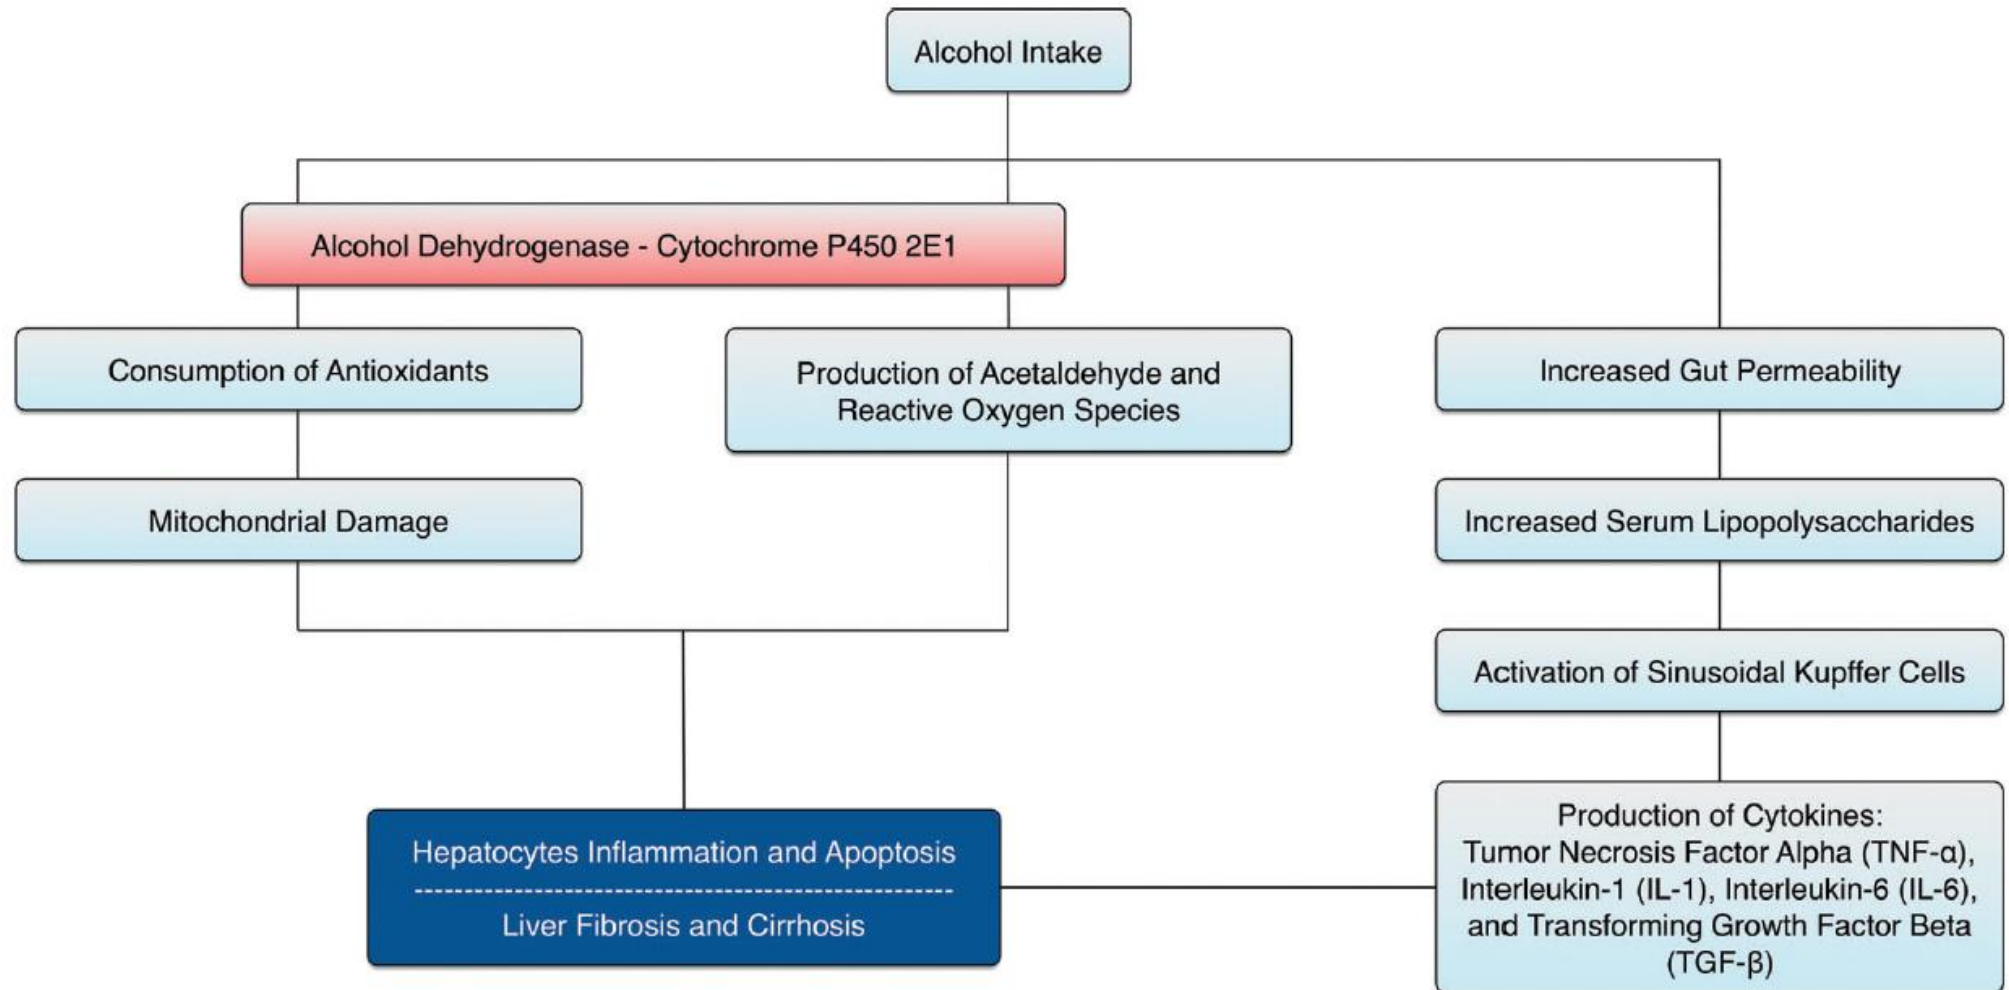 Alcohol Intake
Alcohol Dehydrogenase - Cytochrome P450 2E1
Consumption of Antioxidants
Production of Acetaldehyde and
Reactive Oxygen Species
Increased Gut Permeability
Mitochondrial Damage
Increased Serum Lipopolysaccharides
Activation of Sinusoidal Kupffer Cells
Hepatocytes Inflammation and Apoptosis
-------------------------------------------------------
Liver Fibrosis and Cirrhosis
Production of Cytokines:
Tumor Necrosis Factor Alpha (TNF-α),
Interleukin-1 (IL-1), Interleukin-6 (IL-6),
and Transforming Growth Factor Beta
(TGF-β)